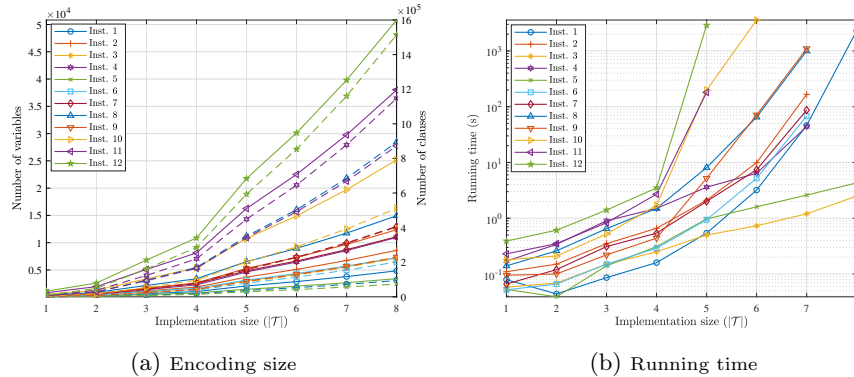 ×10⁴
×10⁵
5
4.5
4
3.5
3
2.5
2
1.5
1
0.5
Number of variables
16
14
12
10
8
6
4
2
0
Number of clauses
Inst. 1
Inst. 2
Inst. 3
Inst. 4
Inst. 5
Inst. 6
Inst. 7
Inst. 8
Inst. 9
Inst. 10
Inst. 11
Inst. 12
1 2 3 4 5 6 7 8
Implementation size (|𝒯|)
(a) Encoding size
10³
10²
10¹
10⁰
10⁻¹
Running time (s)
Inst. 1
Inst. 2
Inst. 3
Inst. 4
Inst. 5
Inst. 6
Inst. 7
Inst. 8
Inst. 9
Inst. 10
Inst. 11
Inst. 12
1 2 3 4 5 6 7
Implementation size (|𝒯|)
(b) Running time